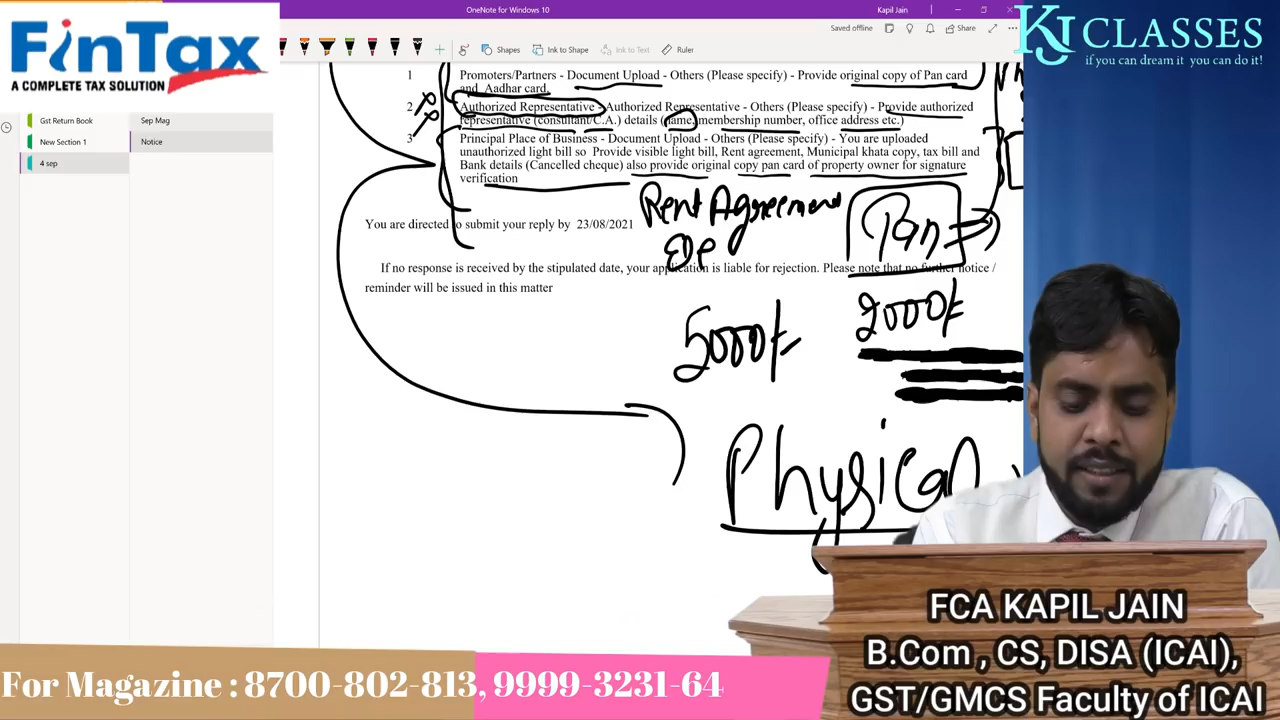 OneNote for Windows 10
Kapil Jain
FinTax
A COMPLETE TAX SOLUTION
Saved offline
Share
KJ CLASSES
if you can dream it you can do it!
Shapes
Ink to Shape
Ink to Text
Ruler
Gst Return Book
New Section 1
4 sep
Sep Mag
Notice
1 Promoters/Partners - Document Upload - Others (Please specify) - Provide original copy of Pan card
and Aadhar card
2 Authorized Representative - Authorized Representative - Others (Please specify) - Provide authorized
representative (consultant/C.A.) details (name, membership number, office address etc.)
3 Principal Place of Business - Document Upload - Others (Please specify) - You are uploaded
unauthorized light bill so Provide visible light bill, Rent agreement, Municipal khata copy, tax bill and
Bank details (Cancelled cheque) also provide original copy pan card of property owner for signature
verification
Rent Agreement
Pan
You are directed to submit your reply by 23/08/2021
If no response is received by the stipulated date, your application is liable for rejection. Please note that no further notice /
reminder will be issued in this matter
5000/-
2000/-
Physical
FCA KAPIL JAIN
B.Com , CS, DISA (ICAI),
GST/GMCS Faculty of ICAI
For Magazine : 8700-802-813, 9999-3231-64